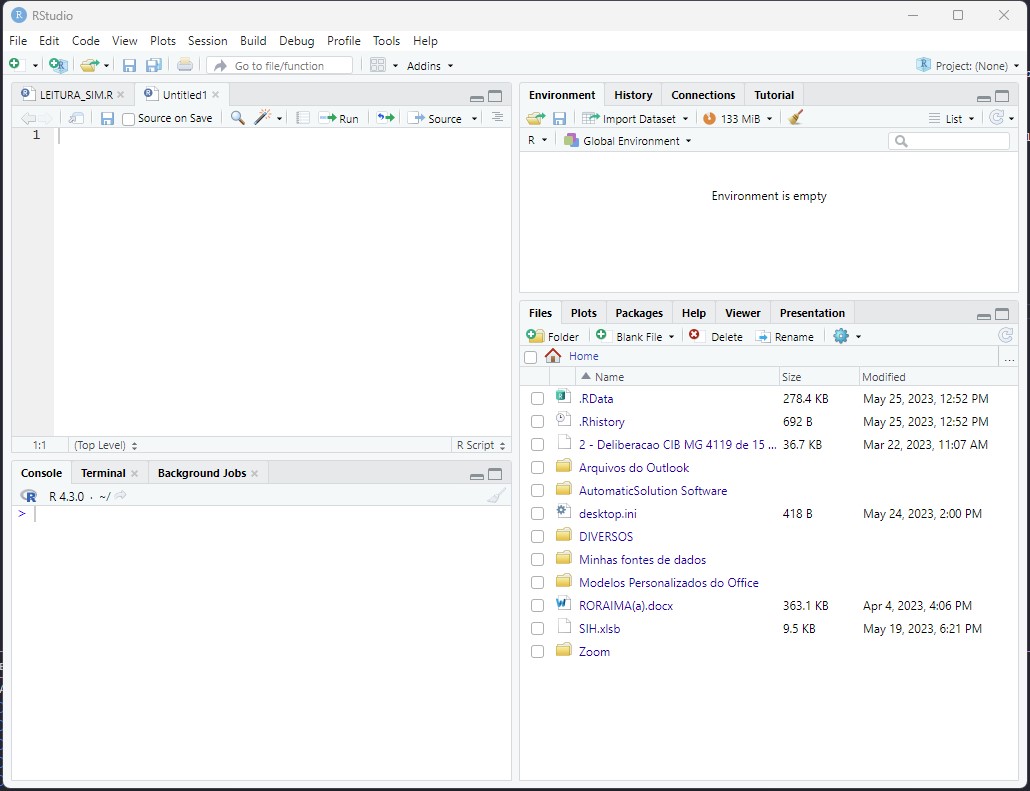 RStudio
File Edit Code View Plots Session Build Debug Profile Tools Help
Go to file/function Addins Project: (None)
LEITURA_SIM.R Untitled1
Source on Save Run Source
1
1:1 (Top Level) R Script
Console Terminal Background Jobs
R 4.3.0 · ~/
>
Environment History Connections Tutorial
Import Dataset 133 MiB List
R Global Environment
Environment is empty
Files Plots Packages Help Viewer Presentation
Folder Blank File Delete Rename
Home ...
Name Size Modified
.RData 278.4 KB May 25, 2023, 12:52 PM
.Rhistory 692 B May 25, 2023, 12:52 PM
2 - Deliberacao CIB MG 4119 de 15 ... 36.7 KB Mar 22, 2023, 11:07 AM
Arquivos do Outlook
AutomaticSolution Software
desktop.ini 418 B May 24, 2023, 2:00 PM
DIVERSOS
Minhas fontes de dados
Modelos Personalizados do Office
RORAIMA(a).docx 363.1 KB Apr 4, 2023, 4:06 PM
SIH.xlsb 9.5 KB May 19, 2023, 6:21 PM
Zoom